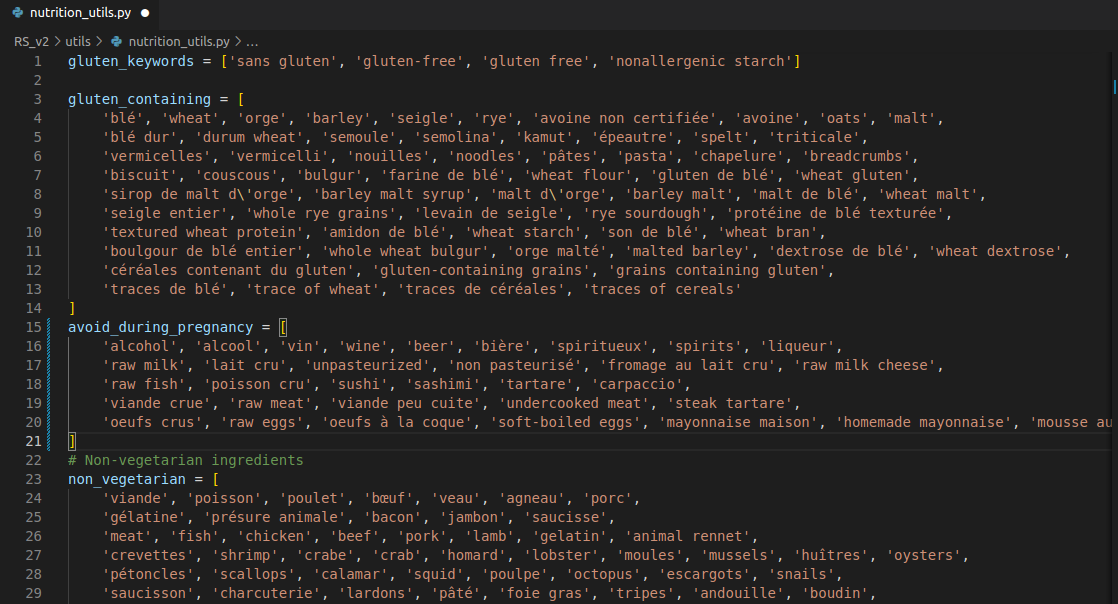 nutrition_utils.py
RS_v2 > utils > nutrition_utils.py > ...
1 gluten_keywords = ['sans gluten', 'gluten-free', 'gluten free', 'nonallergenic starch']
2
3 gluten_containing = [
4 'blé', 'wheat', 'orge', 'barley', 'seigle', 'rye', 'avoine non certifiée', 'avoine', 'oats', 'malt',
5 'blé dur', 'durum wheat', 'semoule', 'semolina', 'kamut', 'épeautre', 'spelt', 'triticale',
6 'vermicelles', 'vermicelli', 'nouilles', 'noodles', 'pâtes', 'pasta', 'chapelure', 'breadcrumbs',
7 'biscuit', 'couscous', 'bulgur', 'farine de blé', 'wheat flour', 'gluten de blé', 'wheat gluten',
8 'sirop de malt d\'orge', 'barley malt syrup', 'malt d\'orge', 'barley malt', 'malt de blé', 'wheat malt',
9 'seigle entier', 'whole rye grains', 'levain de seigle', 'rye sourdough', 'protéine de blé texturée',
10 'textured wheat protein', 'amidon de blé', 'wheat starch', 'son de blé', 'wheat bran',
11 'boulgour de blé entier', 'whole wheat bulgur', 'orge malté', 'malted barley', 'dextrose de blé', 'wheat dextrose',
12 'céréales contenant du gluten', 'gluten-containing grains', 'grains containing gluten',
13 'traces de blé', 'trace of wheat', 'traces de céréales', 'traces of cereals'
14 ]
15 avoid_during_pregnancy = [
16 'alcohol', 'alcool', 'vin', 'wine', 'beer', 'bière', 'spiritueux', 'spirits', 'liqueur',
17 'raw milk', 'lait cru', 'unpasteurized', 'non pasteurisé', 'fromage au lait cru', 'raw milk cheese',
18 'raw fish', 'poisson cru', 'sushi', 'sashimi', 'tartare', 'carpaccio',
19 'viande crue', 'raw meat', 'viande peu cuite', 'undercooked meat', 'steak tartare',
20 'oeufs crus', 'raw eggs', 'oeufs à la coque', 'soft-boiled eggs', 'mayonnaise maison', 'homemade mayonnaise', 'mousse au
21 ]
22 # Non-vegetarian ingredients
23 non_vegetarian = [
24 'viande', 'poisson', 'poulet', 'bœuf', 'veau', 'agneau', 'porc',
25 'gélatine', 'présure animale', 'bacon', 'jambon', 'saucisse',
26 'meat', 'fish', 'chicken', 'beef', 'pork', 'lamb', 'gelatin', 'animal rennet',
27 'crevettes', 'shrimp', 'crabe', 'crab', 'homard', 'lobster', 'moules', 'mussels', 'huîtres', 'oysters',
28 'pétoncles', 'scallops', 'calamar', 'squid', 'poulpe', 'octopus', 'escargots', 'snails',
29 'saucisson', 'charcuterie', 'lardons', 'pâté', 'foie gras', 'tripes', 'andouille', 'boudin',